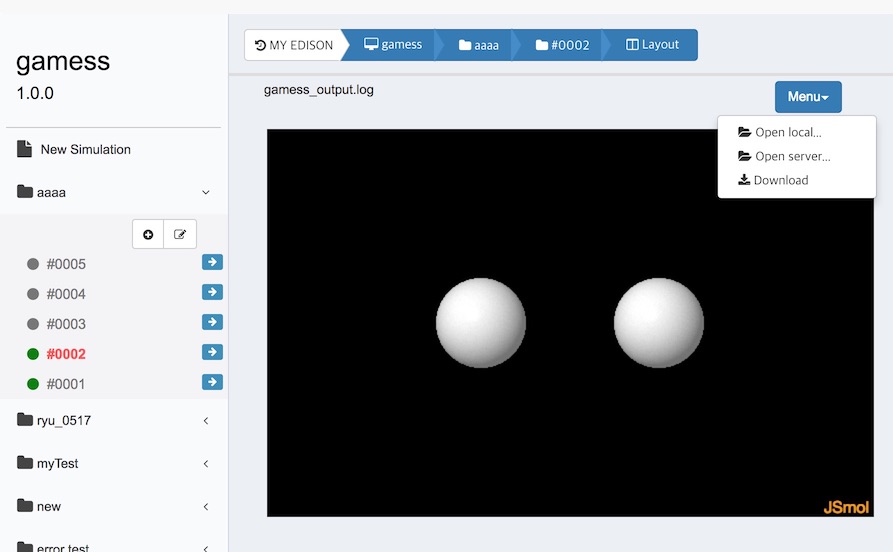 gamess
1.0.0
New Simulation
aaaa
#0005
#0004
#0003
#0002
#0001
ryu_0517
myTest
new
error test
MY EDISON
gamess
aaaa
#0002
Layout
gamess_output.log
Menu
Open local...
Open server...
Download
JSmol